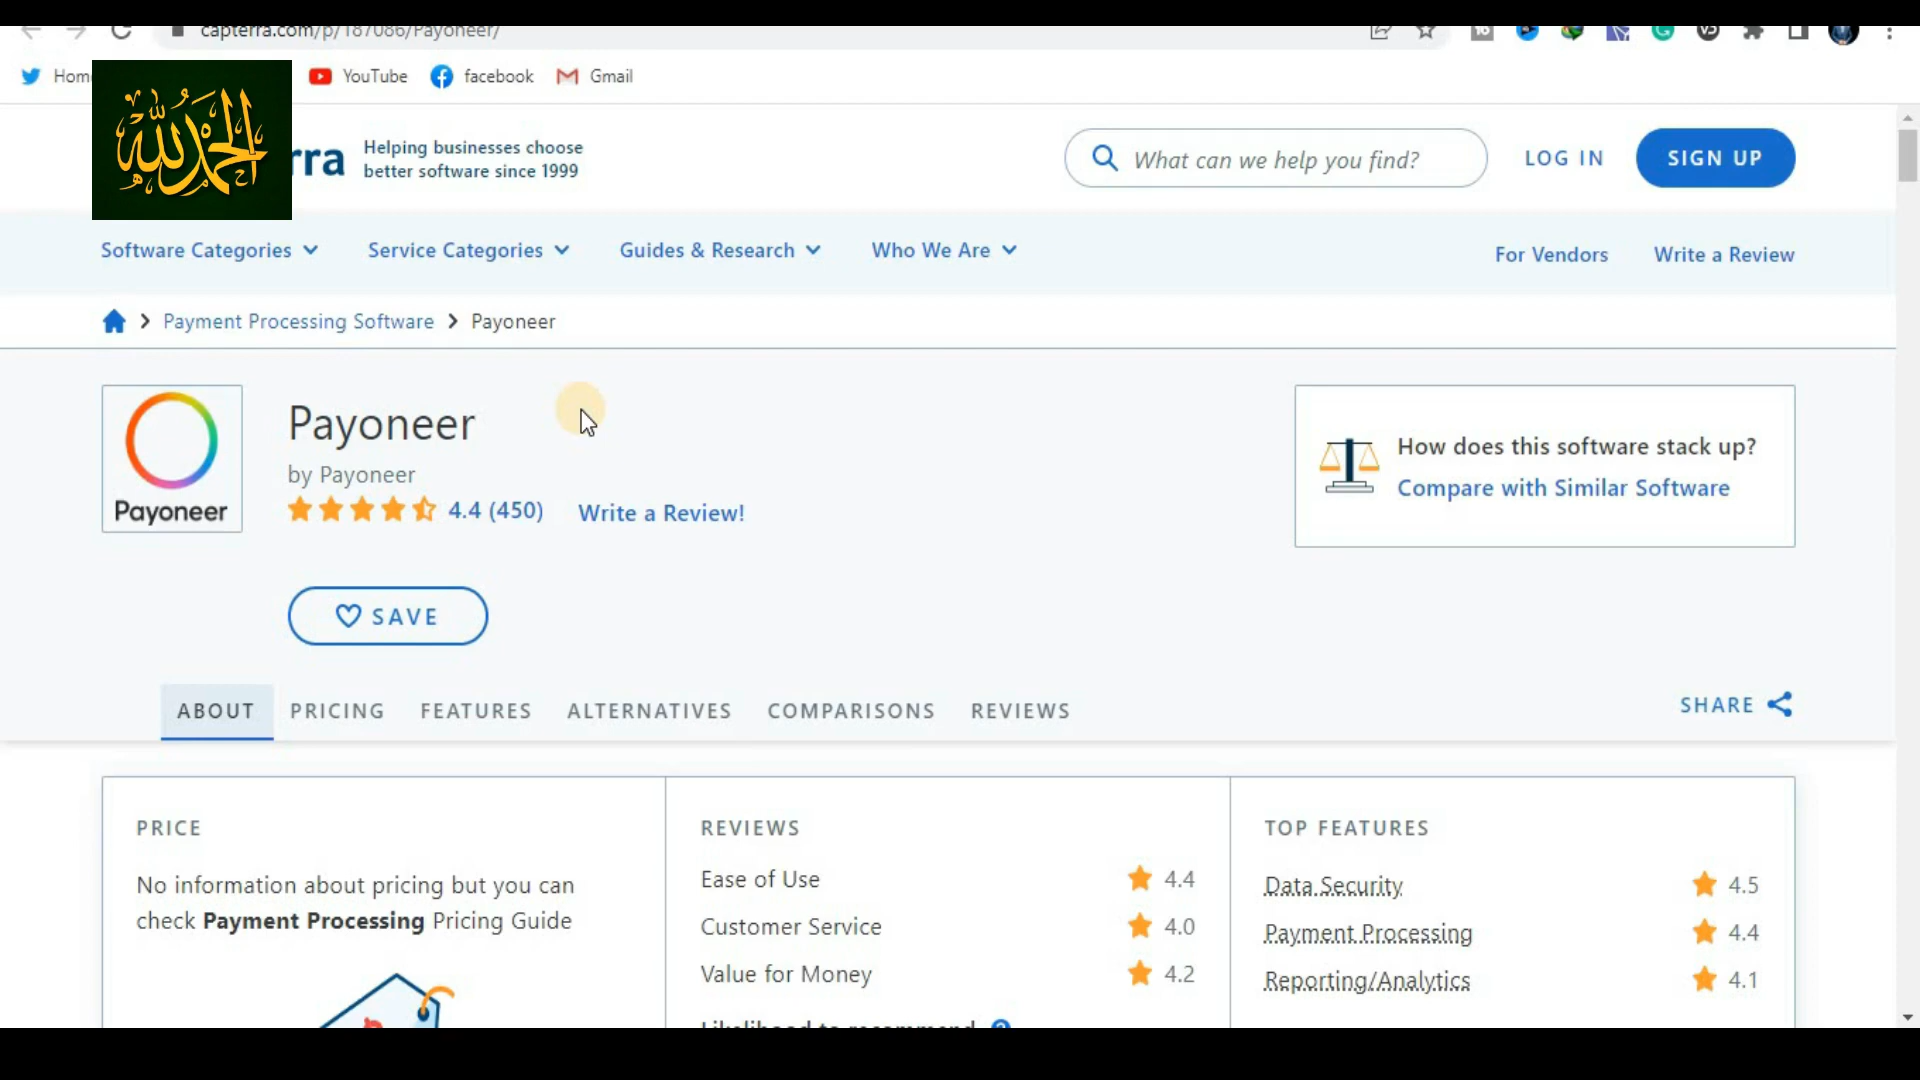 capterra.com/p/187086/Payoneer/
YouTube
facebook
Gmail
الحمد لله
Helping businesses choose
better software since 1999
What can we help you find?
LOG IN
SIGN UP
Software Categories
Service Categories
Guides & Research
Who We Are
For Vendors
Write a Review
Payment Processing Software
Payoneer
Payoneer
Payoneer
by Payoneer
4.4 (450)
Write a Review!
How does this software stack up?
Compare with Similar Software
SAVE
ABOUT
PRICING
FEATURES
ALTERNATIVES
COMPARISONS
REVIEWS
SHARE
PRICE
No information about pricing but you can
check Payment Processing Pricing Guide
REVIEWS
Ease of Use 4.4
Customer Service 4.0
Value for Money 4.2
TOP FEATURES
Data Security 4.5
Payment Processing 4.4
Reporting/Analytics 4.1